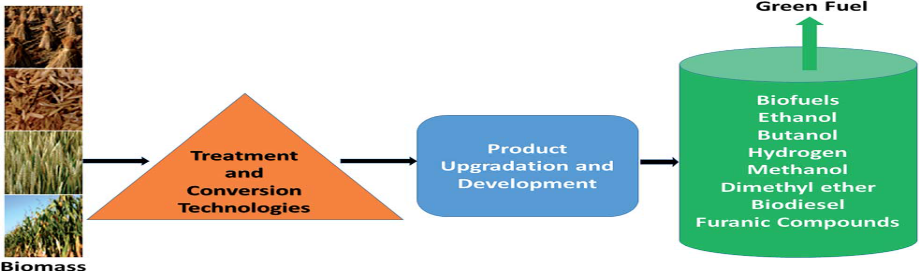 Green Fuel
Biomass
Treatment
and
Conversion
Technologies
Product
Upgradation and
Development
Biofuels
Ethanol
Butanol
Hydrogen
Methanol
Dimethyl ether
Biodiesel
Furanic Compounds